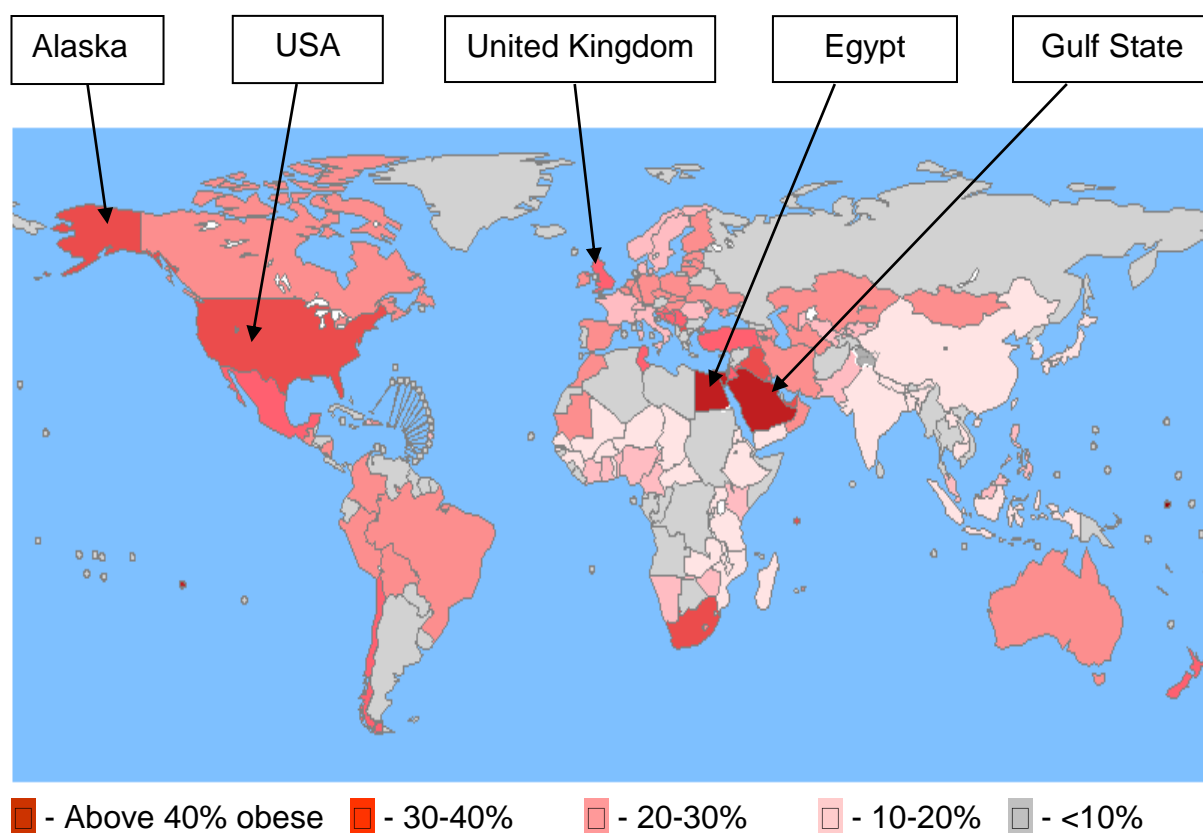 Alaska
USA
United Kingdom
Egypt
Gulf State
- Above 40% obese - 30-40% - 20-30% - 10-20% - <10%